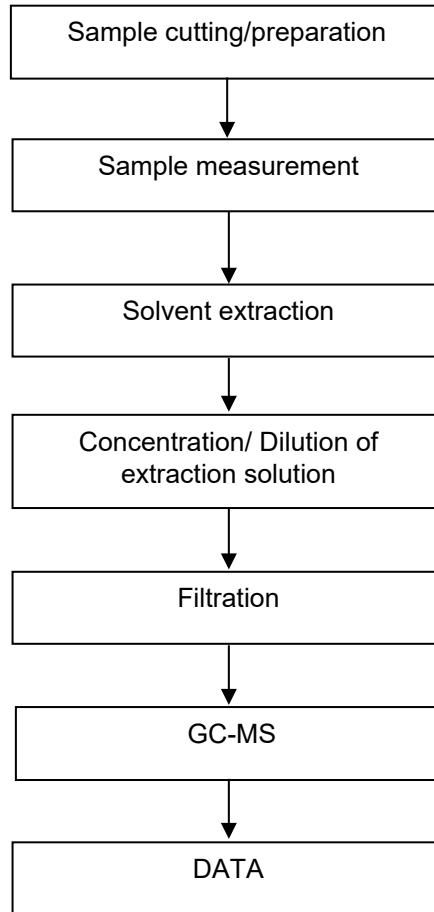 Sample cutting/preparation
Sample measurement
Solvent extraction
Concentration/ Dilution of
extraction solution
Filtration
GC-MS
DATA